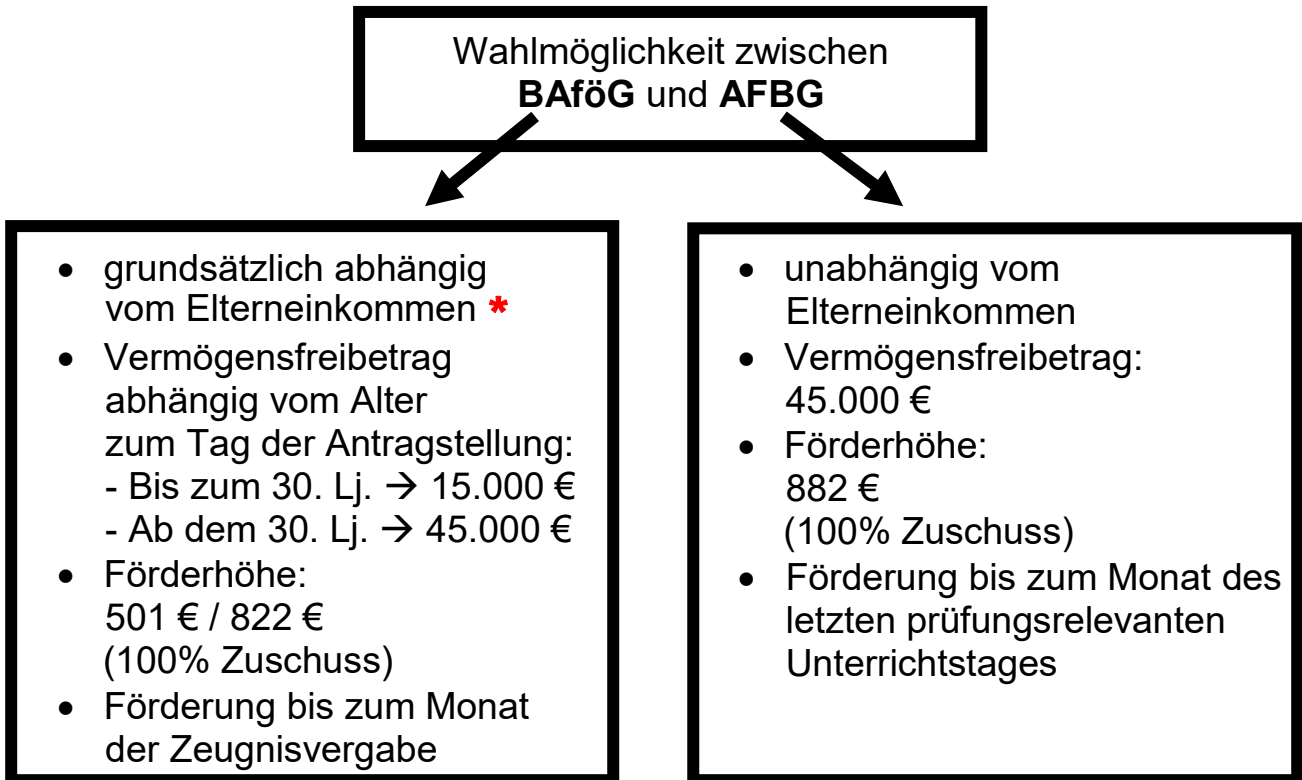 Wahlmöglichkeit zwischen
BAföG und AFBG
• grundsätzlich abhängig
vom Elterneinkommen *
• Vermögensfreibetrag
abhängig vom Alter
zum Tag der Antragstellung:
- Bis zum 30. Lj. → 15.000 €
- Ab dem 30. Lj. → 45.000 €
• Förderhöhe:
501 € / 822 €
(100% Zuschuss)
• Förderung bis zum Monat
der Zeugnisvergabe
• unabhängig vom
Elterneinkommen
• Vermögensfreibetrag:
45.000 €
• Förderhöhe:
882 €
(100% Zuschuss)
• Förderung bis zum Monat des
letzten prüfungsrelevanten
Unterrichtstages